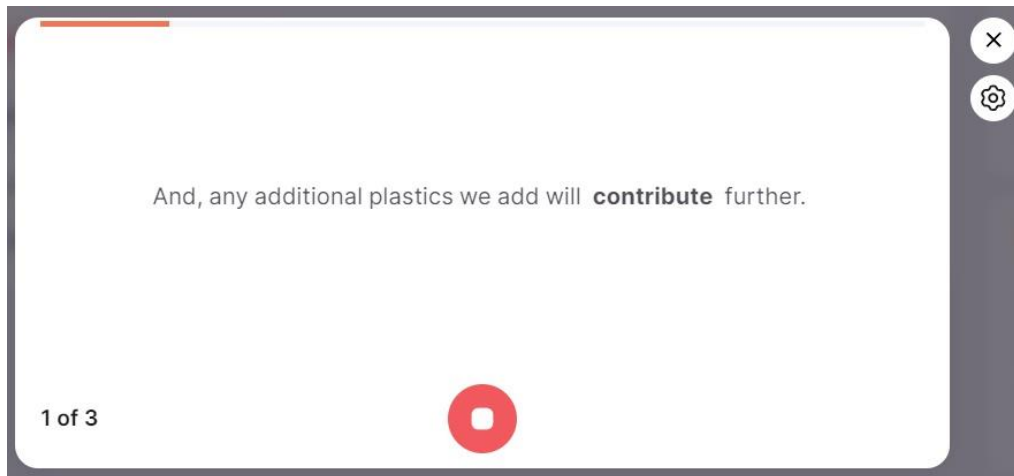 And, any additional plastics we add will contribute further.
1 of 3